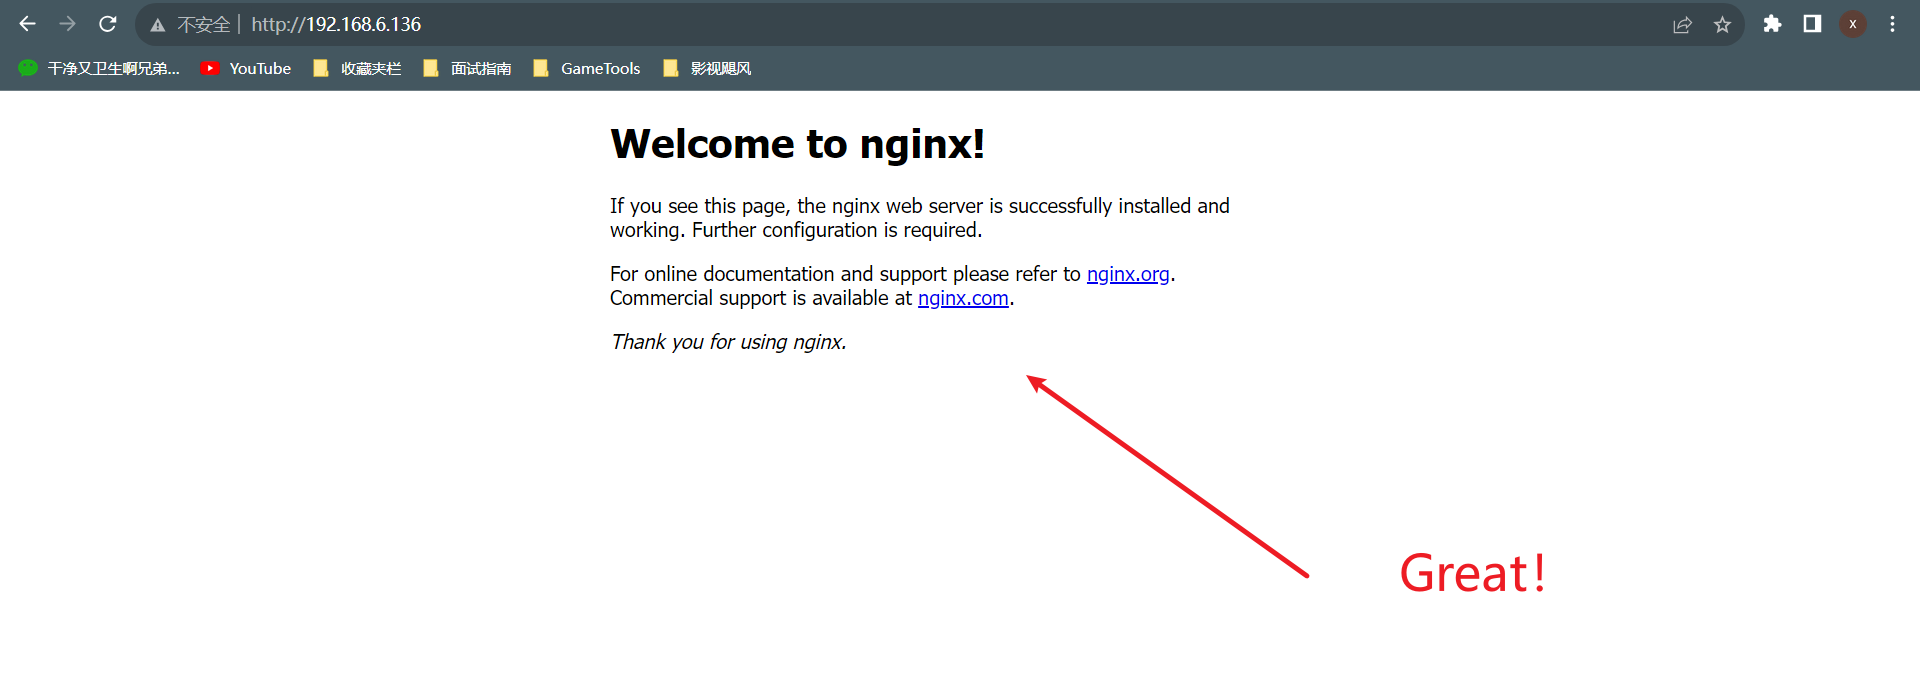 不安全 http://192.168.6.136
x
干净又卫生啊兄弟... YouTube 收藏夹栏 面试指南 GameTools 影视飓风
Welcome to nginx!
If you see this page, the nginx web server is successfully installed and
working. Further configuration is required.
For online documentation and support please refer to nginx.org.
Commercial support is available at nginx.com.
Thank you for using nginx.
Great!